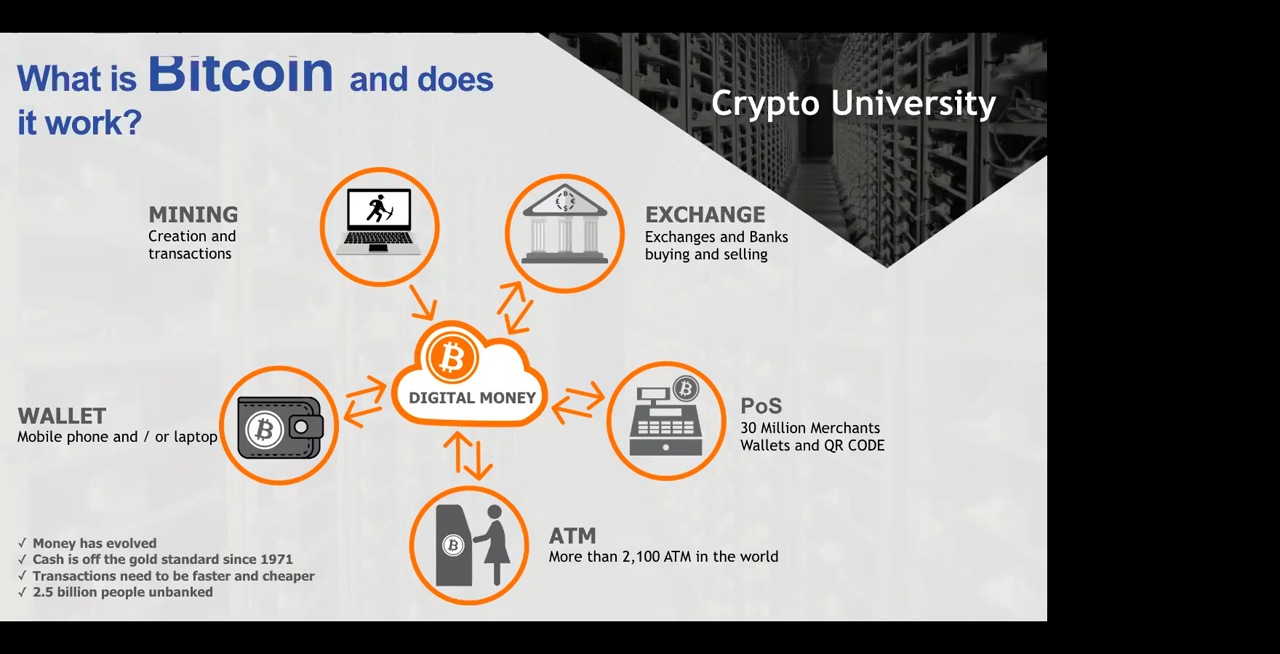 What is Bitcoin and does
it work?
Crypto University
MINING
Creation and
transactions
EXCHANGE
Exchanges and Banks
buying and selling
B
£ €
$
DIGITAL MONEY
WALLET
Mobile phone and / or laptop
PoS
30 Million Merchants
Wallets and QR CODE
ATM
More than 2,100 ATM in the world
✓ Money has evolved
✓ Cash is off the gold standard since 1971
✓ Transactions need to be faster and cheaper
✓ 2.5 billion people unbanked